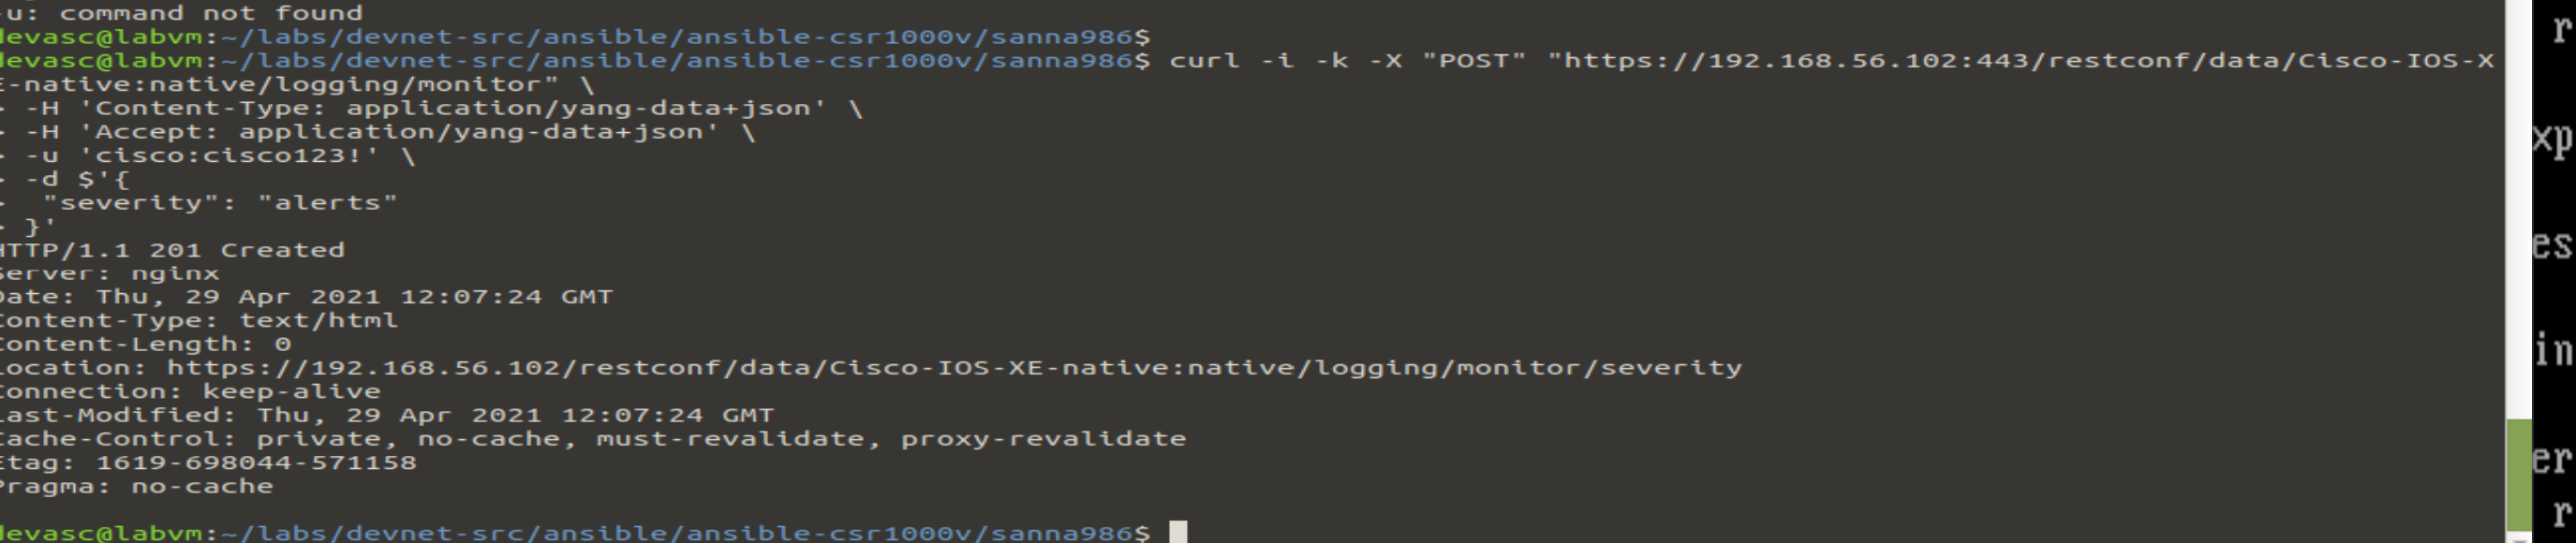 -u: command not found
devasc@labvm:~/labs/devnet-src/ansible/ansible-csr1000v/sanna986$
devasc@labvm:~/labs/devnet-src/ansible/ansible-csr1000v/sanna986$ curl -i -k -X "POST" "https://192.168.56.102:443/restconf/data/Cisco-IOS-X
E-native:native/logging/monitor" \
> -H 'Content-Type: application/yang-data+json' \
> -H 'Accept: application/yang-data+json' \
> -u 'cisco:cisco123!' \
> -d $'{
>  "severity": "alerts"
> }'
HTTP/1.1 201 Created
Server: nginx
Date: Thu, 29 Apr 2021 12:07:24 GMT
Content-Type: text/html
Content-Length: 0
Location: https://192.168.56.102/restconf/data/Cisco-IOS-XE-native:native/logging/monitor/severity
Connection: keep-alive
Last-Modified: Thu, 29 Apr 2021 12:07:24 GMT
Cache-Control: private, no-cache, must-revalidate, proxy-revalidate
Etag: 1619-698044-571158
Pragma: no-cache
devasc@labvm:~/labs/devnet-src/ansible/ansible-csr1000v/sanna986$
r
xp
es
in
er
r